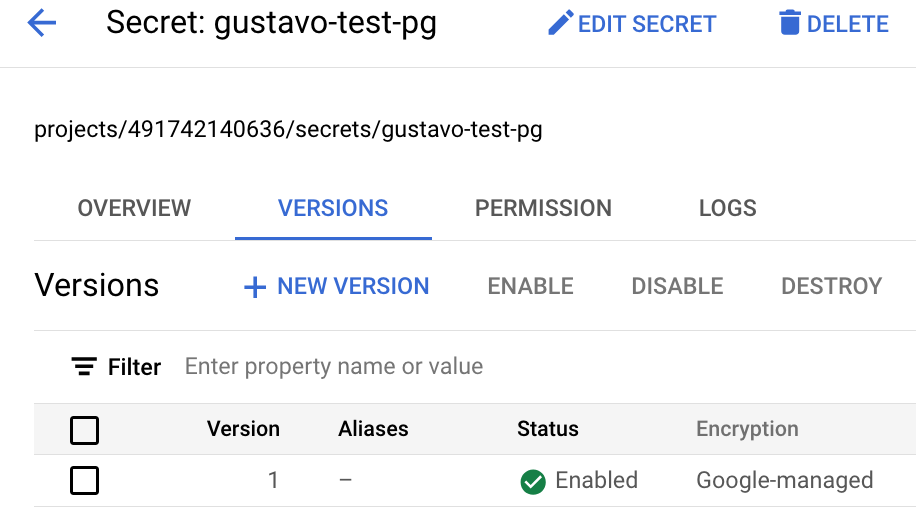 Secret: gustavo-test-pg EDIT SECRET DELETE
projects/491742140636/secrets/gustavo-test-pg
OVERVIEW VERSIONS PERMISSION LOGS
Versions NEW VERSION ENABLE DISABLE DESTROY
Filter Enter property name or value
Version Aliases Status Encryption
1 – Enabled Google-managed